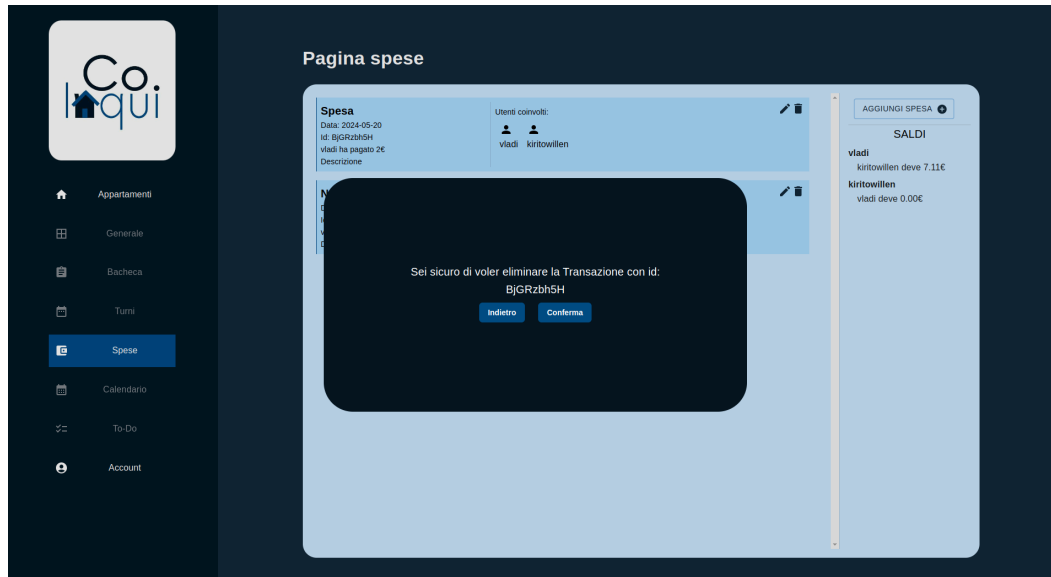 Co.
Inqui
Appartamenti
Generale
Bacheca
Turni
Spese
Calendario
To-Do
Account
Pagina spese
Spesa
Data: 2024-05-20
Id: BjGRzbh5H
vladi ha pagato 2€
Descrizione
Utenti coinvolti:
vladi kiritowillen
Sei sicuro di voler eliminare la Transazione con id:
BjGRzbh5H
Indietro Conferma
AGGIUNGI SPESA
SALDI
vladi
kiritowillen deve 7.11€
kiritowillen
vladi deve 0.00€